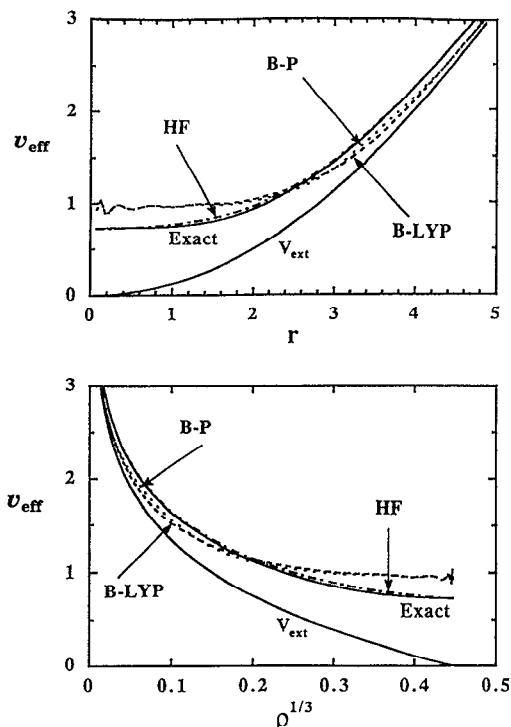 3
B-P
2
HF
v_eff
1
Exact
V_ext
B-LYP
0
0 1 2 3 4 5
r
3
B-P
2
v_eff
HF
1
B-LYP
Exact
V_ext
0
0 0.1 0.2 0.3 0.4 0.5
ρ^1/3